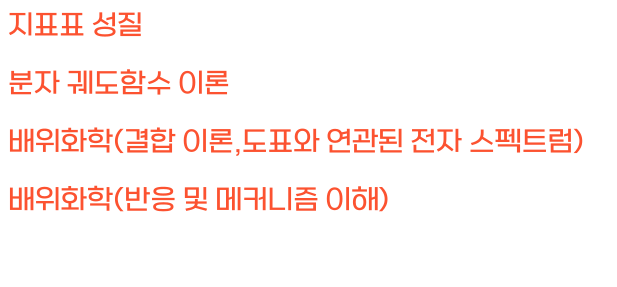 지표표 성질
분자 궤도함수 이론
배위화학(결합 이론,도표와 연관된 전자 스펙트럼)
배위화학(반응 및 메커니즘 이해)